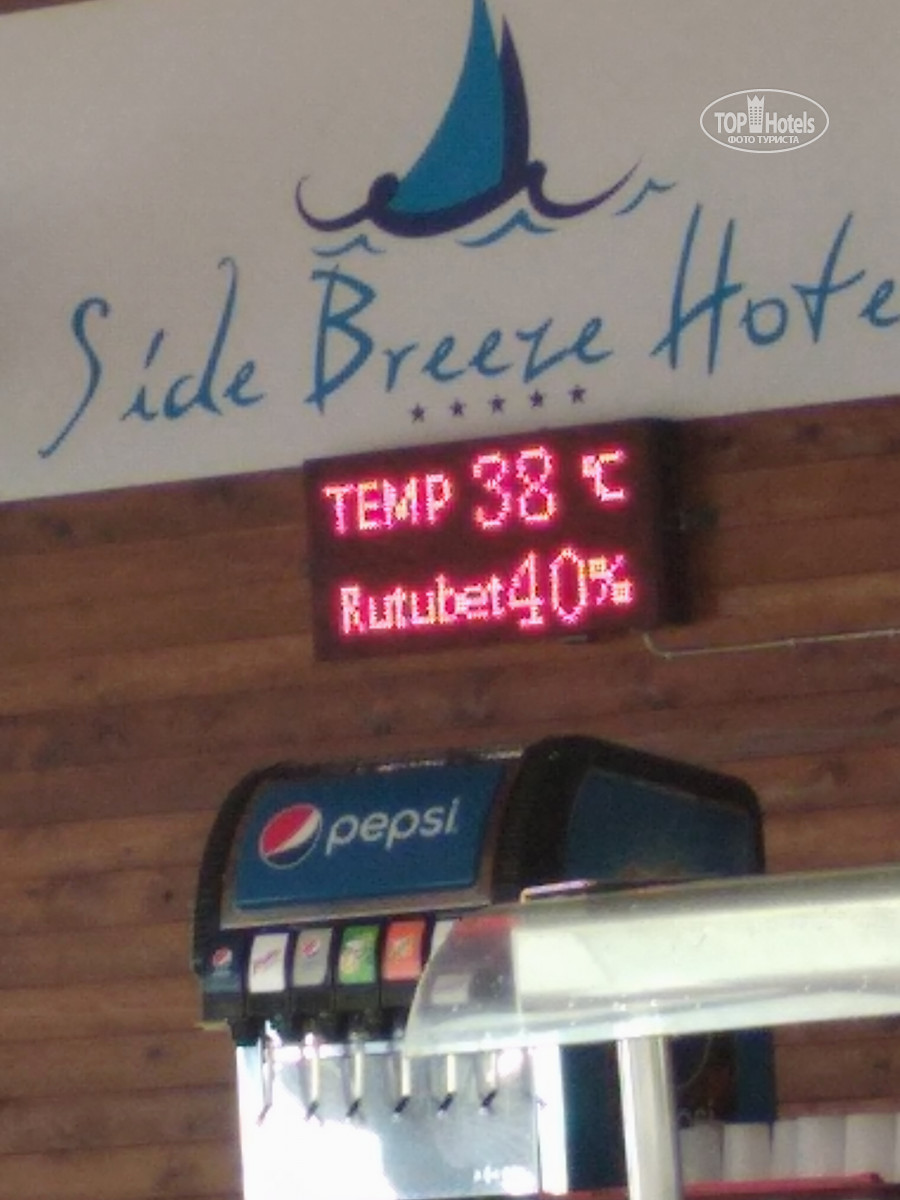 TOP Hotels
ФОТО ТУРИСТА
Side Breeze Hote
TEMP 38 °C
Rutubet 40%
pepsi